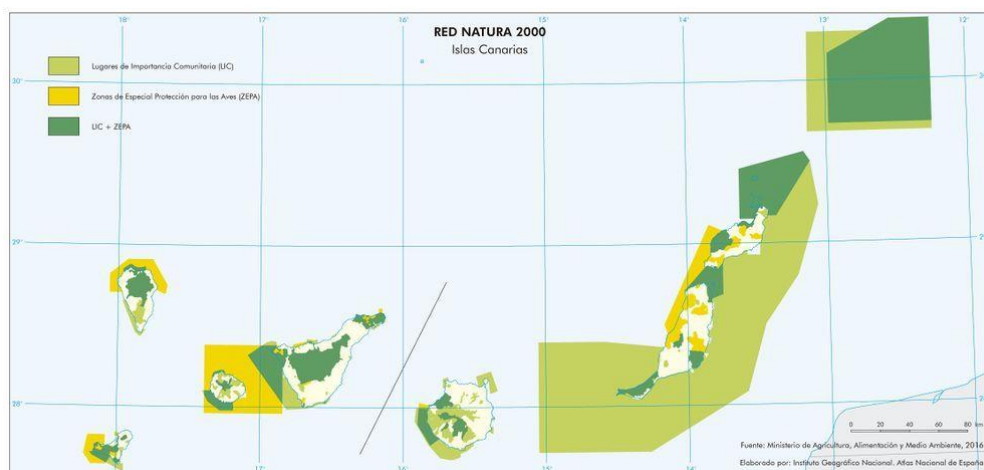 18° 17° 16° 15° 14° 13° 12°
RED NATURA 2000
Islas Canarias
Lugares de Importancia Comunitaria (LIC)
30°
Zonas de Especial Protección para las Aves (ZEPA)
LIC + ZEPA
29°
28°
0 20 40 60 80 km
Fuente: Ministerio de Agricultura, Alimentación y Medio Ambiente, 2016
Elaborado por: Instituto Geográfico Nacional. Atlas Nacional de España